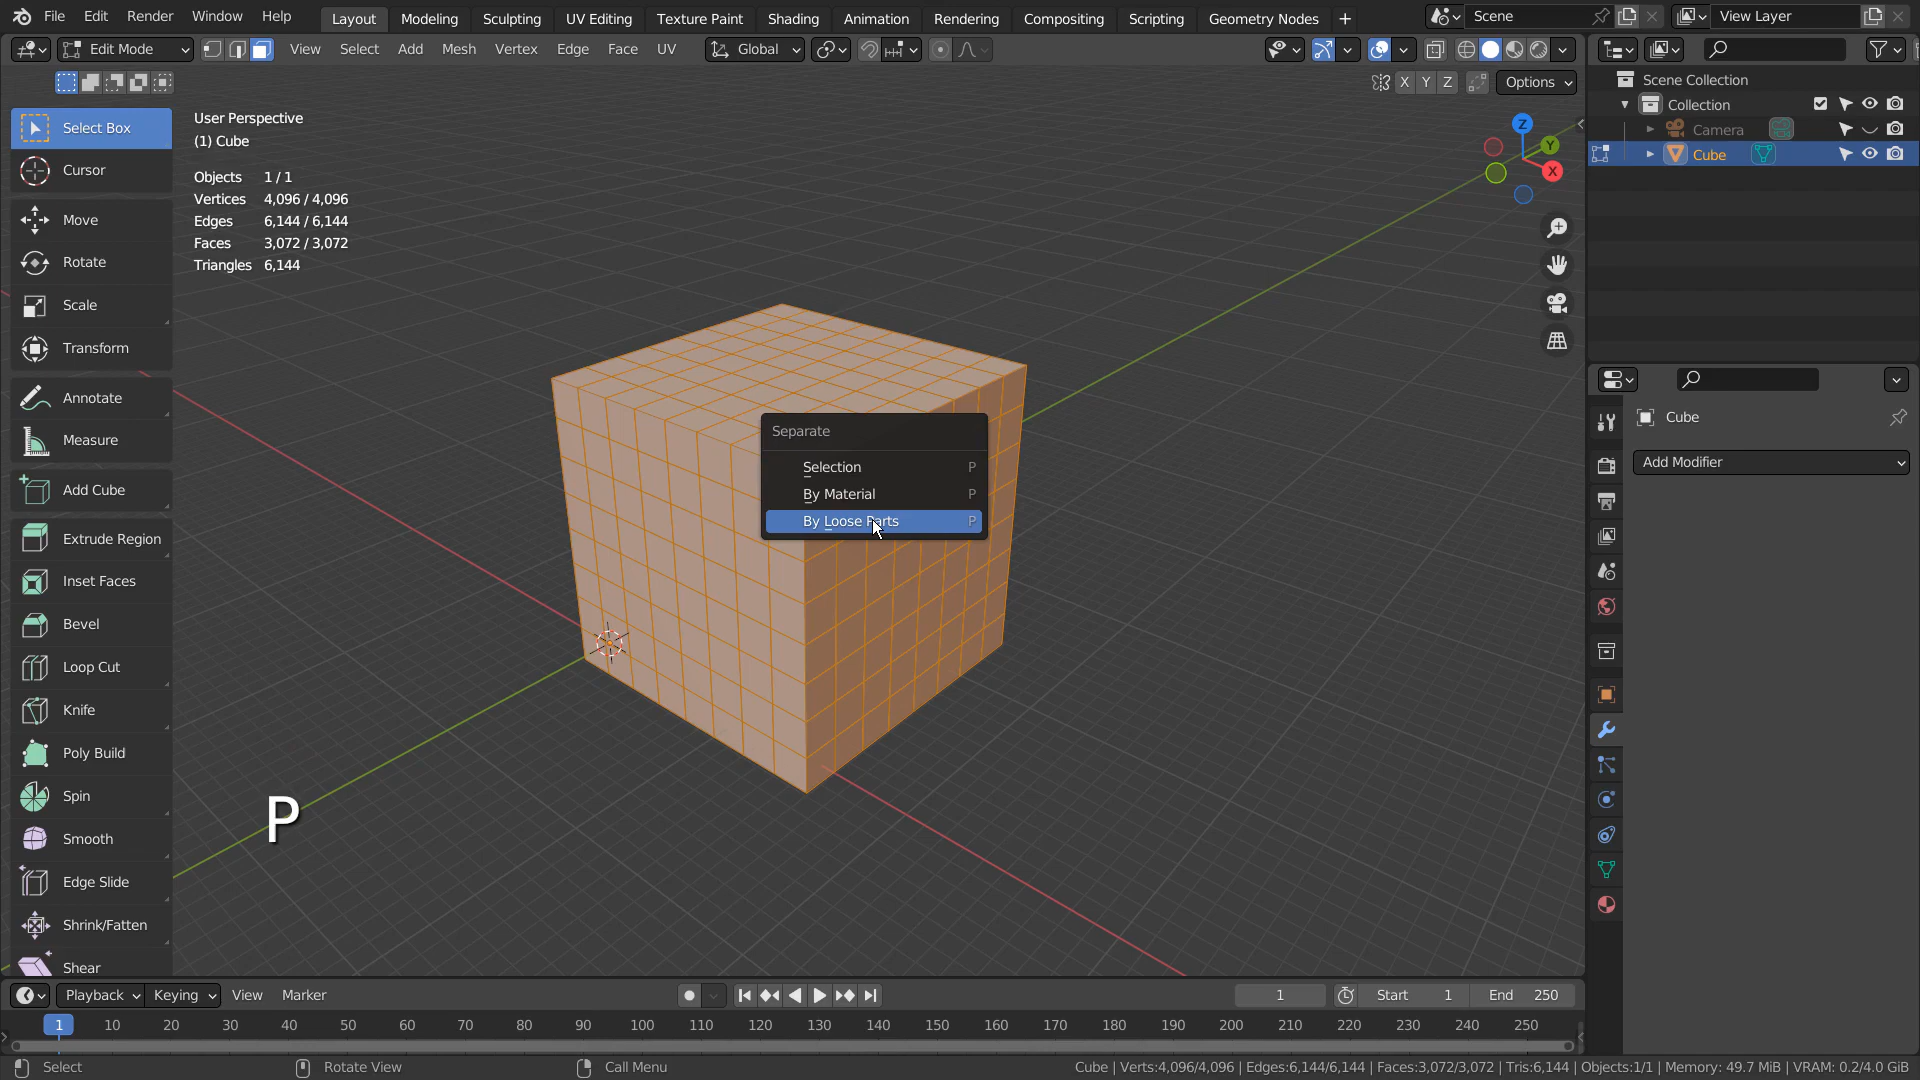 File Edit Render Window Help Layout Modeling Sculpting UV Editing Texture Paint Shading Animation Rendering Compositing Scripting Geometry Nodes + Scene View Layer
Edit Mode View Select Add Mesh Vertex Edge Face UV Global
X Y Z Options
Scene Collection
Collection
Camera
Cube
Select Box
Cursor
Move
Rotate
Scale
Transform
Annotate
Measure
Add Cube
Extrude Region
Inset Faces
Bevel
Loop Cut
Knife
Poly Build
Spin
Smooth
Edge Slide
Shrink/Fatten
Shear
User Perspective
(1) Cube
Objects 1 / 1
Vertices 4,096 / 4,096
Edges 6,144 / 6,144
Faces 3,072 / 3,072
Triangles 6,144
Z
Y
X
Separate
Selection P
By Material P
By Loose Parts P
P
Cube
Add Modifier
Playback Keying View Marker 1 Start 1 End 250
1 10 20 30 40 50 60 70 80 90 100 110 120 130 140 150 160 170 180 190 200 210 220 230 240 250
Select Rotate View Call Menu Cube | Verts:4,096/4,096 | Edges:6,144/6,144 | Faces:3,072/3,072 | Tris:6,144 | Objects:1/1 | Memory: 49.7 MiB | VRAM: 0.2/4.0 GiB